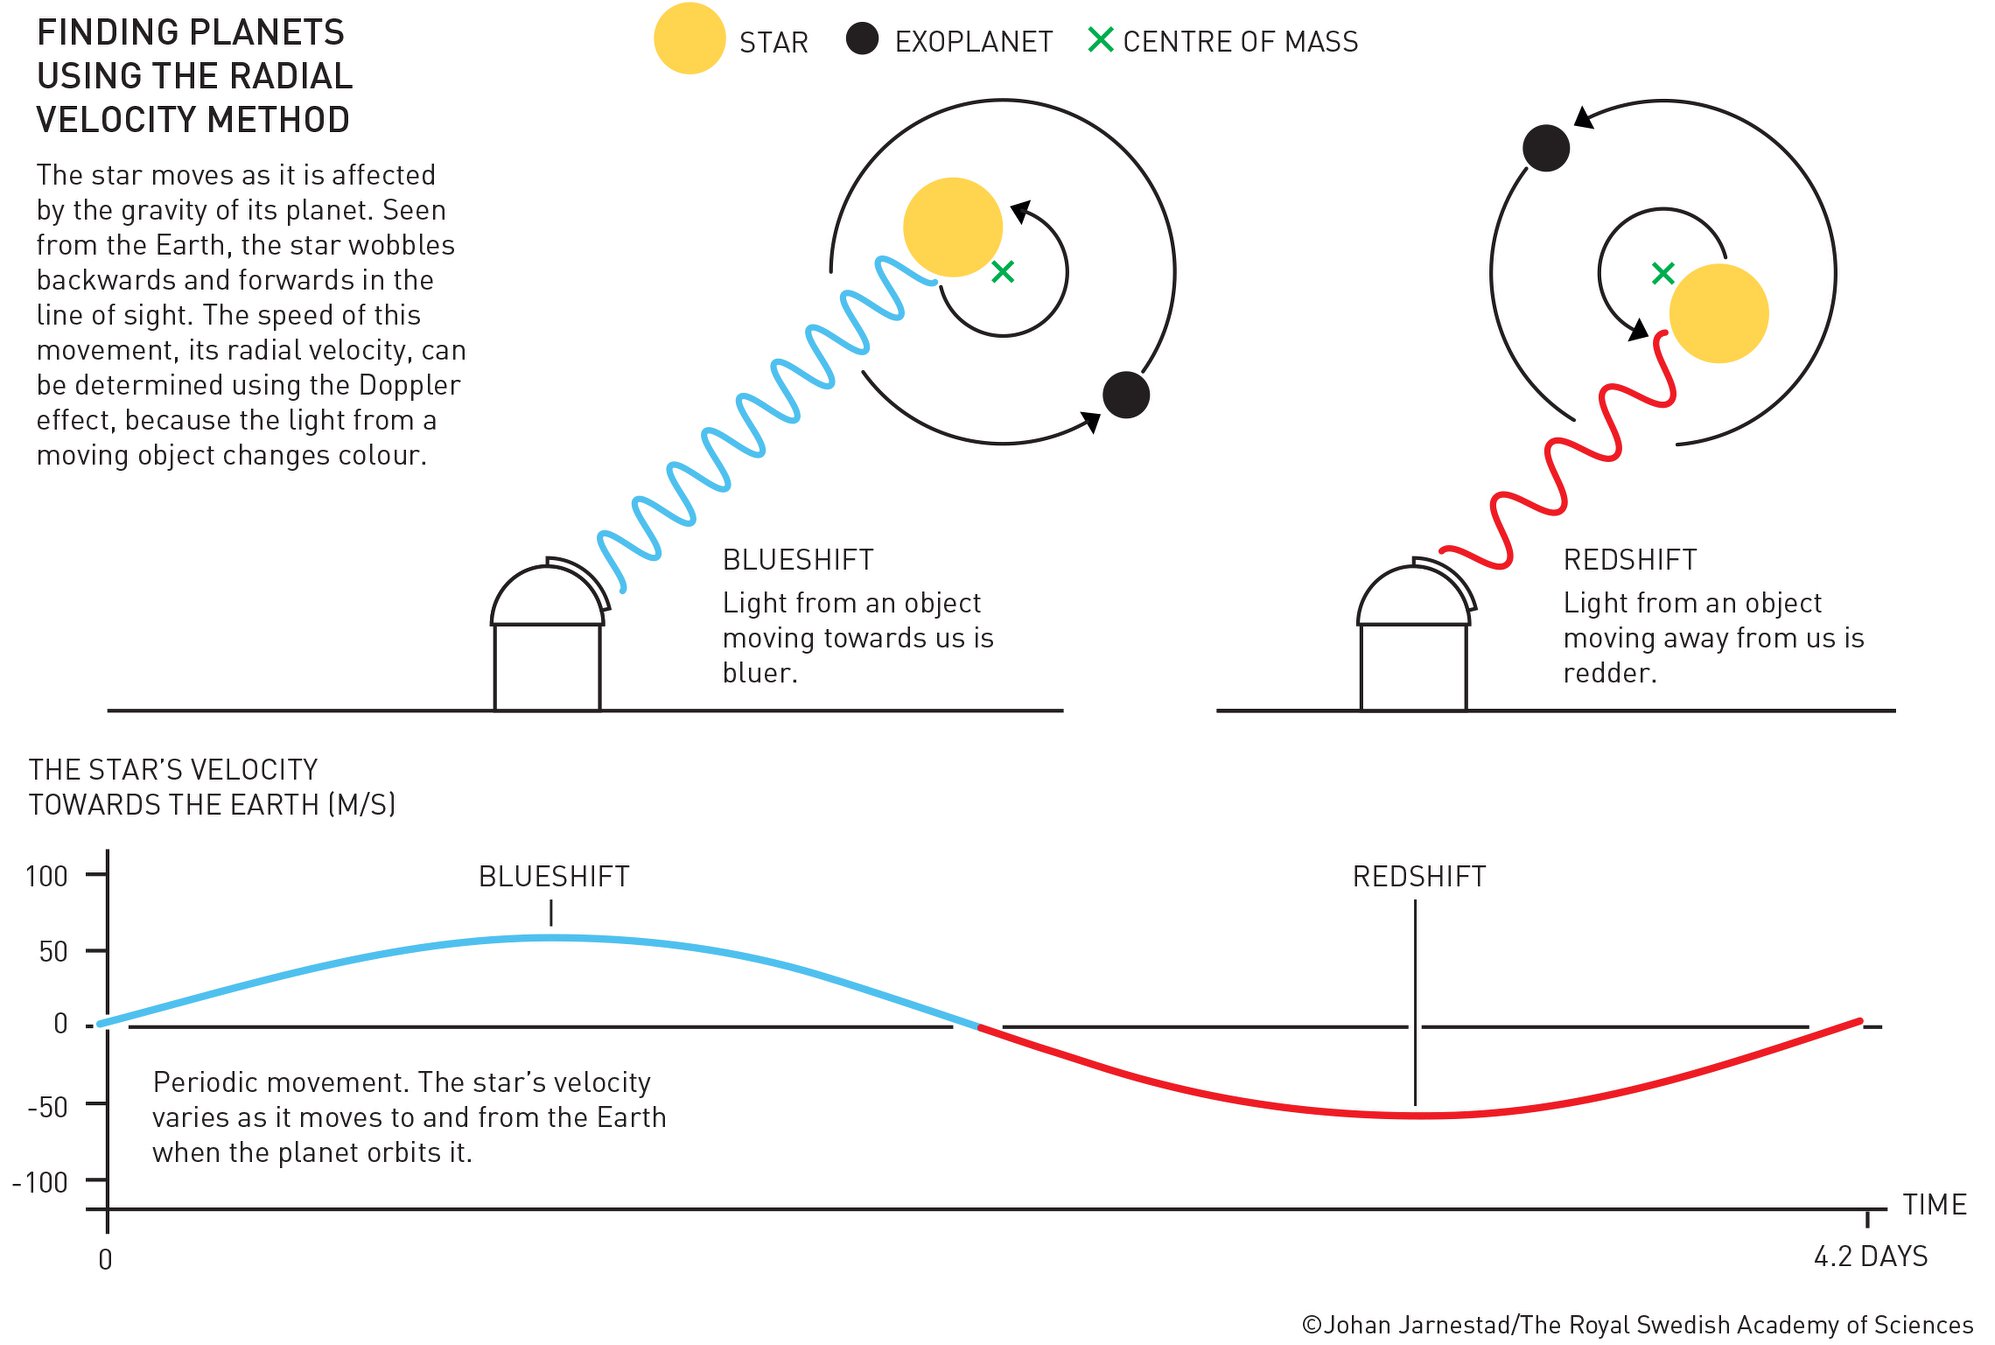 FINDING PLANETS
USING THE RADIAL
VELOCITY METHOD
The star moves as it is affected
by the gravity of its planet. Seen
from the Earth, the star wobbles
backwards and forwards in the
line of sight. The speed of this
movement, its radial velocity, can
be determined using the Doppler
effect, because the light from a
moving object changes colour.
STAR
EXOPLANET
CENTRE OF MASS
BLUESHIFT
Light from an object
moving towards us is
bluer.
REDSHIFT
Light from an object
moving away from us is
redder.
THE STAR’S VELOCITY
TOWARDS THE EARTH (M/S)
100
50
0
-50
-100
BLUESHIFT
REDSHIFT
Periodic movement. The star’s velocity
varies as it moves to and from the Earth
when the planet orbits it.
TIME
0
4.2 DAYS
©Johan Jarnestad/The Royal Swedish Academy of Sciences